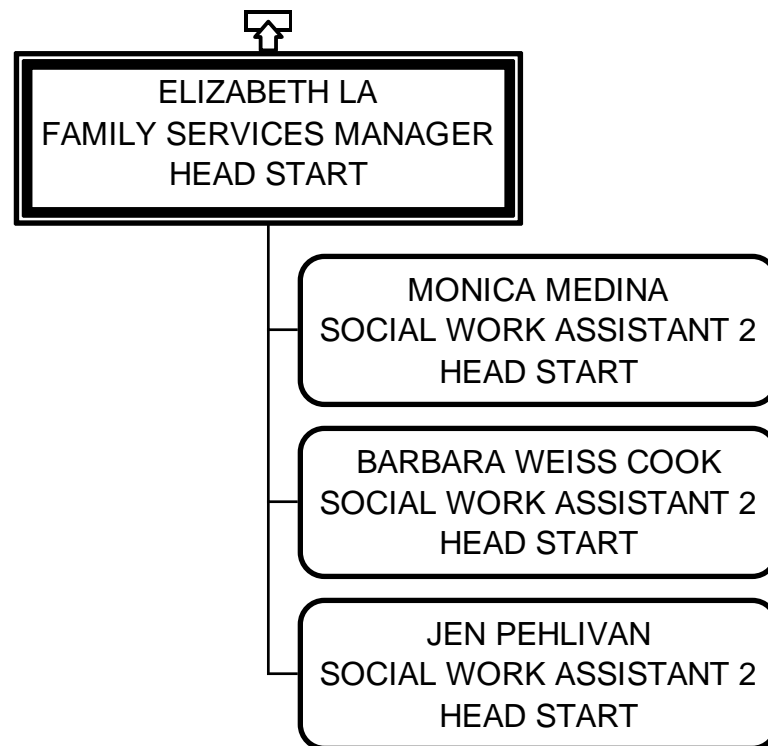 ELIZABETH LA
FAMILY SERVICES MANAGER
HEAD START
MONICA MEDINA
SOCIAL WORK ASSISTANT 2
HEAD START
BARBARA WEISS COOK
SOCIAL WORK ASSISTANT 2
HEAD START
JEN PEHLIVAN
SOCIAL WORK ASSISTANT 2
HEAD START